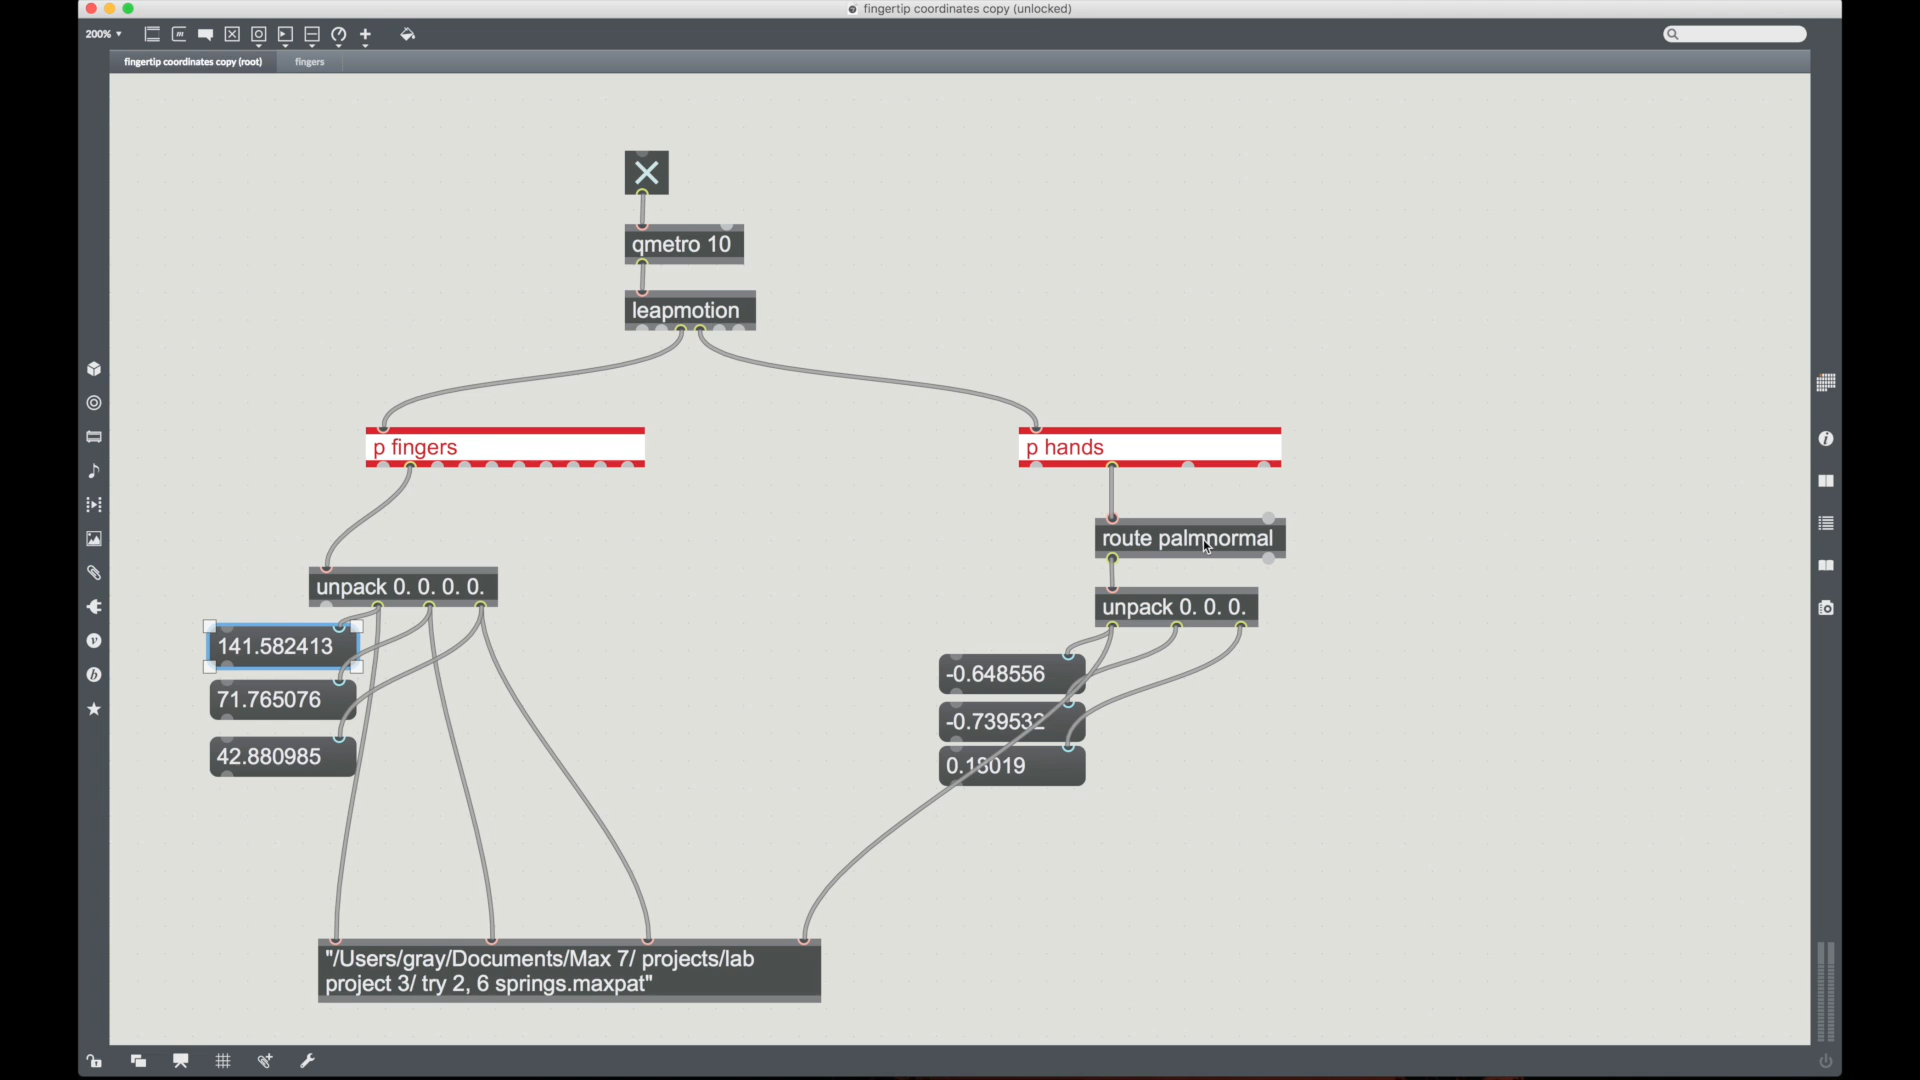 fingertip coordinates copy (unlocked)
200%
fingertip coordinates copy (root)
fingers
qmetro 10
leapmotion
p fingers
p hands
route palmnormal
unpack 0. 0. 0. 0.
unpack 0. 0. 0.
141.582413
71.765076
42.880985
-0.648556
-0.739532
0.18019
"/Users/gray/Documents/Max 7/ projects/lab
project 3/ try 2, 6 springs.maxpat"